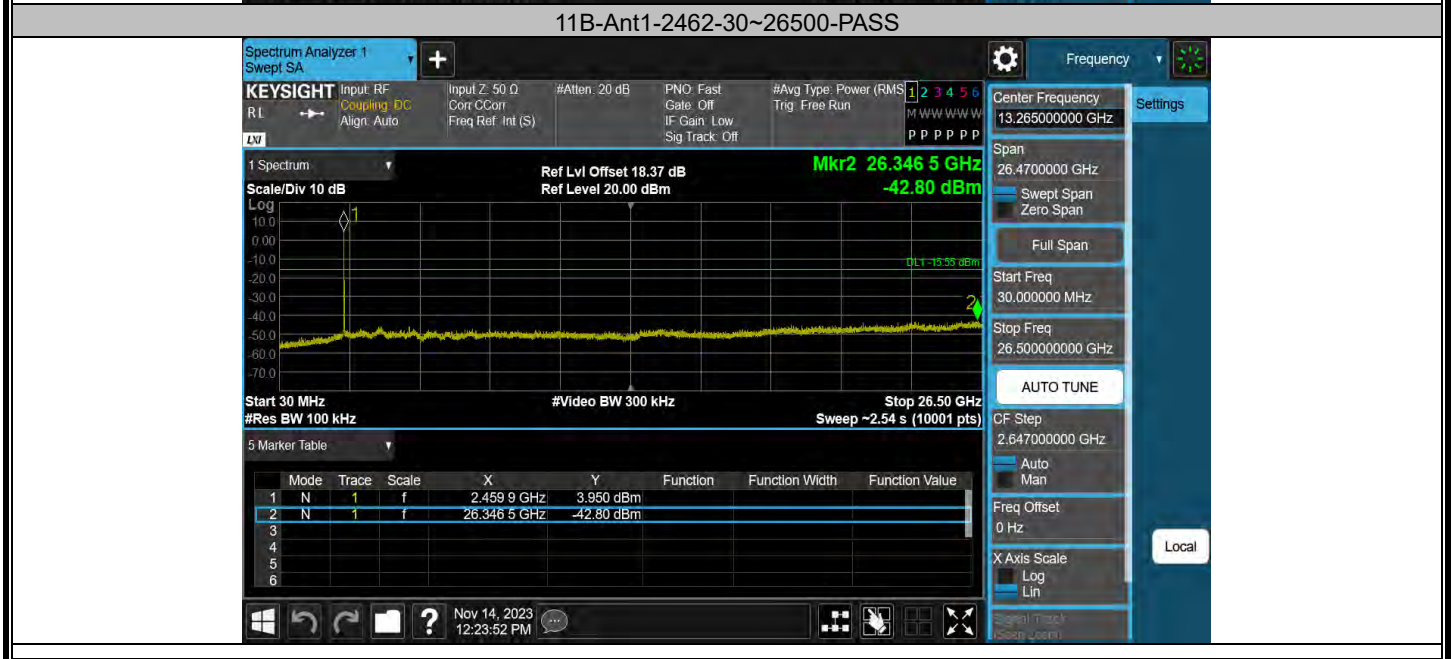 11B-Ant1-2462-30~26500-PASS
Spectrum Analyzer 1
Swept SA
+
Frequency
KEYSIGHT
RL
LXI
Input: RF
Coupling: DC
Align: Auto
Input Z: 50 Ω
Corr CCorr
Freq Ref: Int (S)
#Atten: 20 dB
PNO: Fast
Gate: Off
IF Gain: Low
Sig Track: Off
#Avg Type: Power (RMS
Trig: Free Run
1 2 3 4 5 6
M W W W W W
P P P P P P
1 Spectrum
Scale/Div 10 dB
Log
Ref Lvl Offset 18.37 dB
Ref Level 20.00 dBm
Mkr2 26.346 5 GHz
-42.80 dBm
10.0
0.00
-10.0
-20.0
-30.0
-40.0
-50.0
-60.0
-70.0
1
DL1 -15.55 dBm
2
Start 30 MHz
#Res BW 100 kHz
#Video BW 300 kHz
Stop 26.50 GHz
Sweep ~2.54 s (10001 pts)
5 Marker Table
Mode Trace Scale X Y Function Function Width Function Value
1 N 1 f 2.459 9 GHz 3.950 dBm
2 N 1 f 26.346 5 GHz -42.80 dBm
3
4
5
6
Nov 14, 2023
12:23:52 PM
Center Frequency
13.265000000 GHz
Settings
Span
26.4700000 GHz
Swept Span
Zero Span
Full Span
Start Freq
30.000000 MHz
Stop Freq
26.500000000 GHz
AUTO TUNE
CF Step
2.647000000 GHz
Auto
Man
Freq Offset
0 Hz
X Axis Scale
Log
Lin
Local
Signal Track
(Span Zoom)